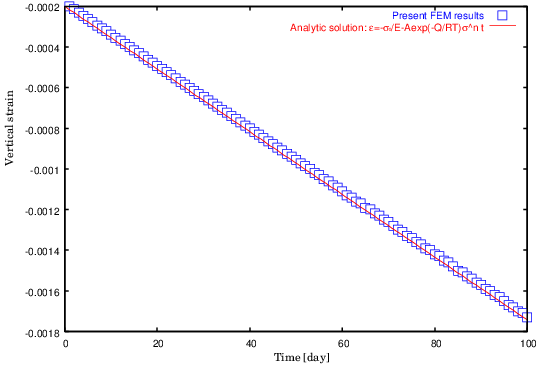 Present FEM results
Analytic solution: ε=-σ₀/E-Aexp(-Q/RT)σ^n t
-0.0002
-0.0004
-0.0006
-0.0008
-0.001
-0.0012
-0.0014
-0.0016
-0.0018
Vertical strain
0 20 40 60 80 100
Time [day]